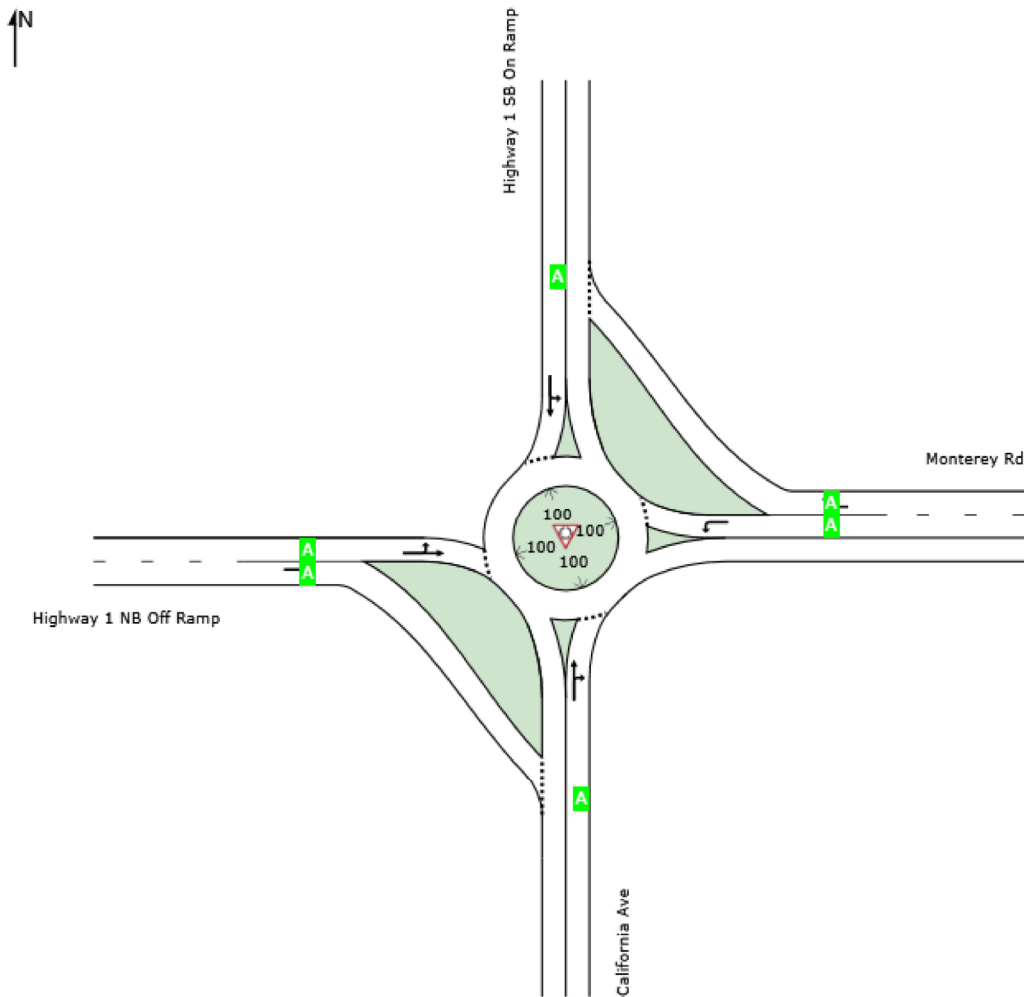 N
Highway 1 SB On Ramp
A
Monterey Rd
A
A
100
100
100
100
A
A
Highway 1 NB Off Ramp
A
California Ave